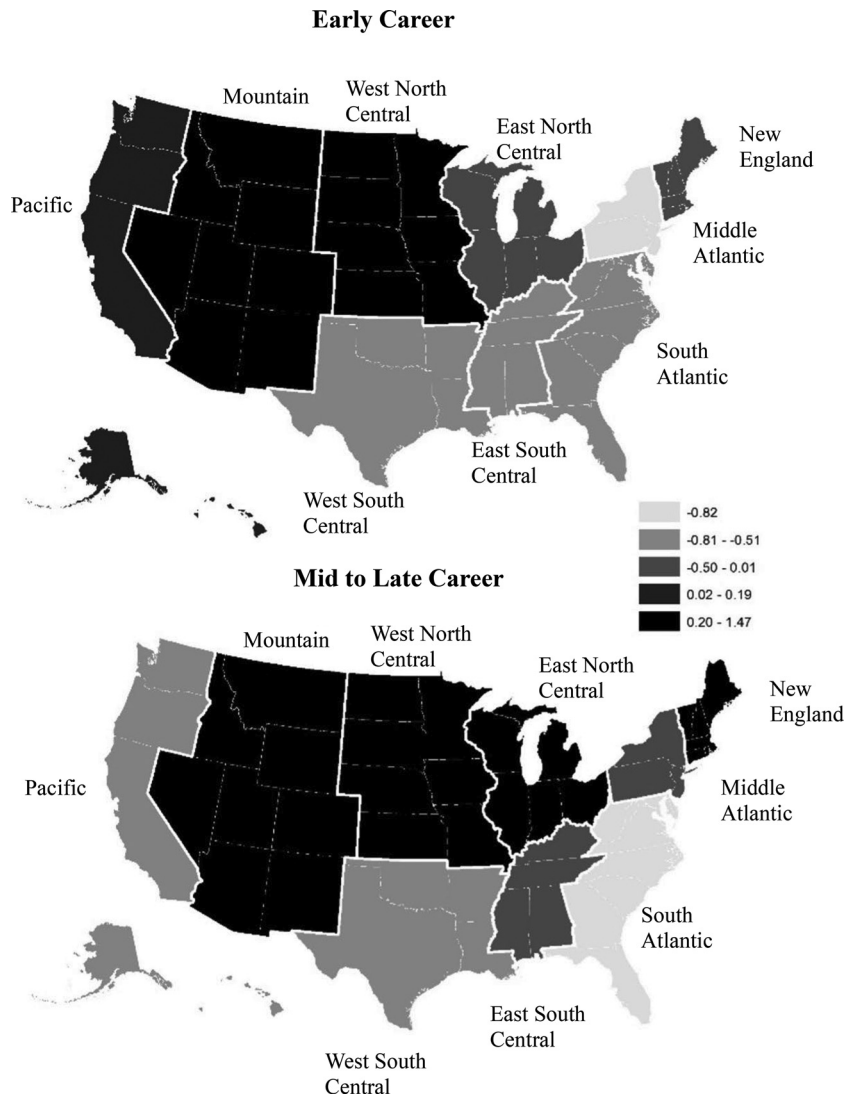 Early Career
Mountain
West North
Central
East North
Central
New
England
Pacific
Middle
Atlantic
South
Atlantic
East South
Central
West South
Central
-0.82
-0.81 - -0.51
-0.50 - 0.01
0.02 - 0.19
0.20 - 1.47
Mid to Late Career
Mountain
West North
Central
East North
Central
New
England
Pacific
Middle
Atlantic
South
Atlantic
East South
Central
West South
Central